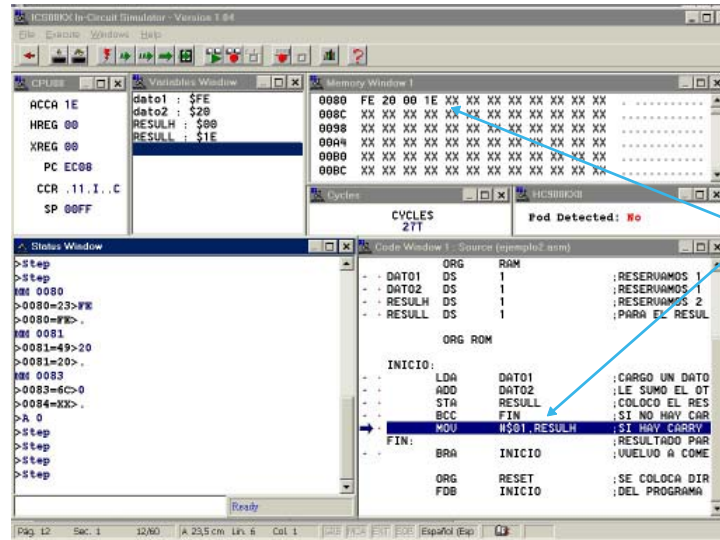 ICS08KX In-Circuit Simulator - Version 1.04
File Execute Windows Help
CPU08
ACCA 1E
HREG 00
XREG 00
PC EC08
CCR .11.I..C
SP 00FF
Variables Window
dato1 : $FE
dato2 : $20
RESULH : $00
RESULL : $1E
Memory Window 1
0080 FE 20 00 1E XX XX XX XX XX XX XX XX . ...........
008C XX XX XX XX XX XX XX XX XX XX XX XX ............
0098 XX XX XX XX XX XX XX XX XX XX XX XX ............
00A4 XX XX XX XX XX XX XX XX XX XX XX XX ............
00B0 XX XX XX XX XX XX XX XX XX XX XX XX ............
00BC XX XX XX XX XX XX XX XX XX XX XX XX ............
Cycles
CYCLES
27T
Pod Detected: No
Status Window
>Step
>Step
MM 0080
>0080=23>FE
>0080=FE>.
MM 0081
>0081=49>20
>0081=20>.
MM 0083
>0083=6C>0
>0084=XX>.
>A 0
>Step
>Step
>Step
>Step
Ready
Code Window 1 : Source (ejemplo2.asm)
ORG RAM
DATO1 DS 1 ;RESERVAMOS 1
DATO2 DS 1 ;RESERVAMOS 1
RESULH DS 1 ;RESERVAMOS 2
RESULL DS 1 ;PARA EL RESUL
ORG ROM
INICIO:
LDA DATO1 ;CARGO UN DATO
ADD DATO2 ;LE SUMO EL OT
STA RESULL ;COLOCO EL RES
BCC FIN ;SI NO HAY CAR
MOV #$01,RESULH ;SI HAY CARRY
FIN: ;RESULTADO PAR
BRA INICIO ;VUELVO A COME
ORG RESET ;SE COLOCA DIR
FDB INICIO ;DEL PROGRAMA
Pág. 12 Sec. 1 12/60 A 23,5 cm Lín. 6 Col. 1 GRB MCA EXT SOB Español (Esp